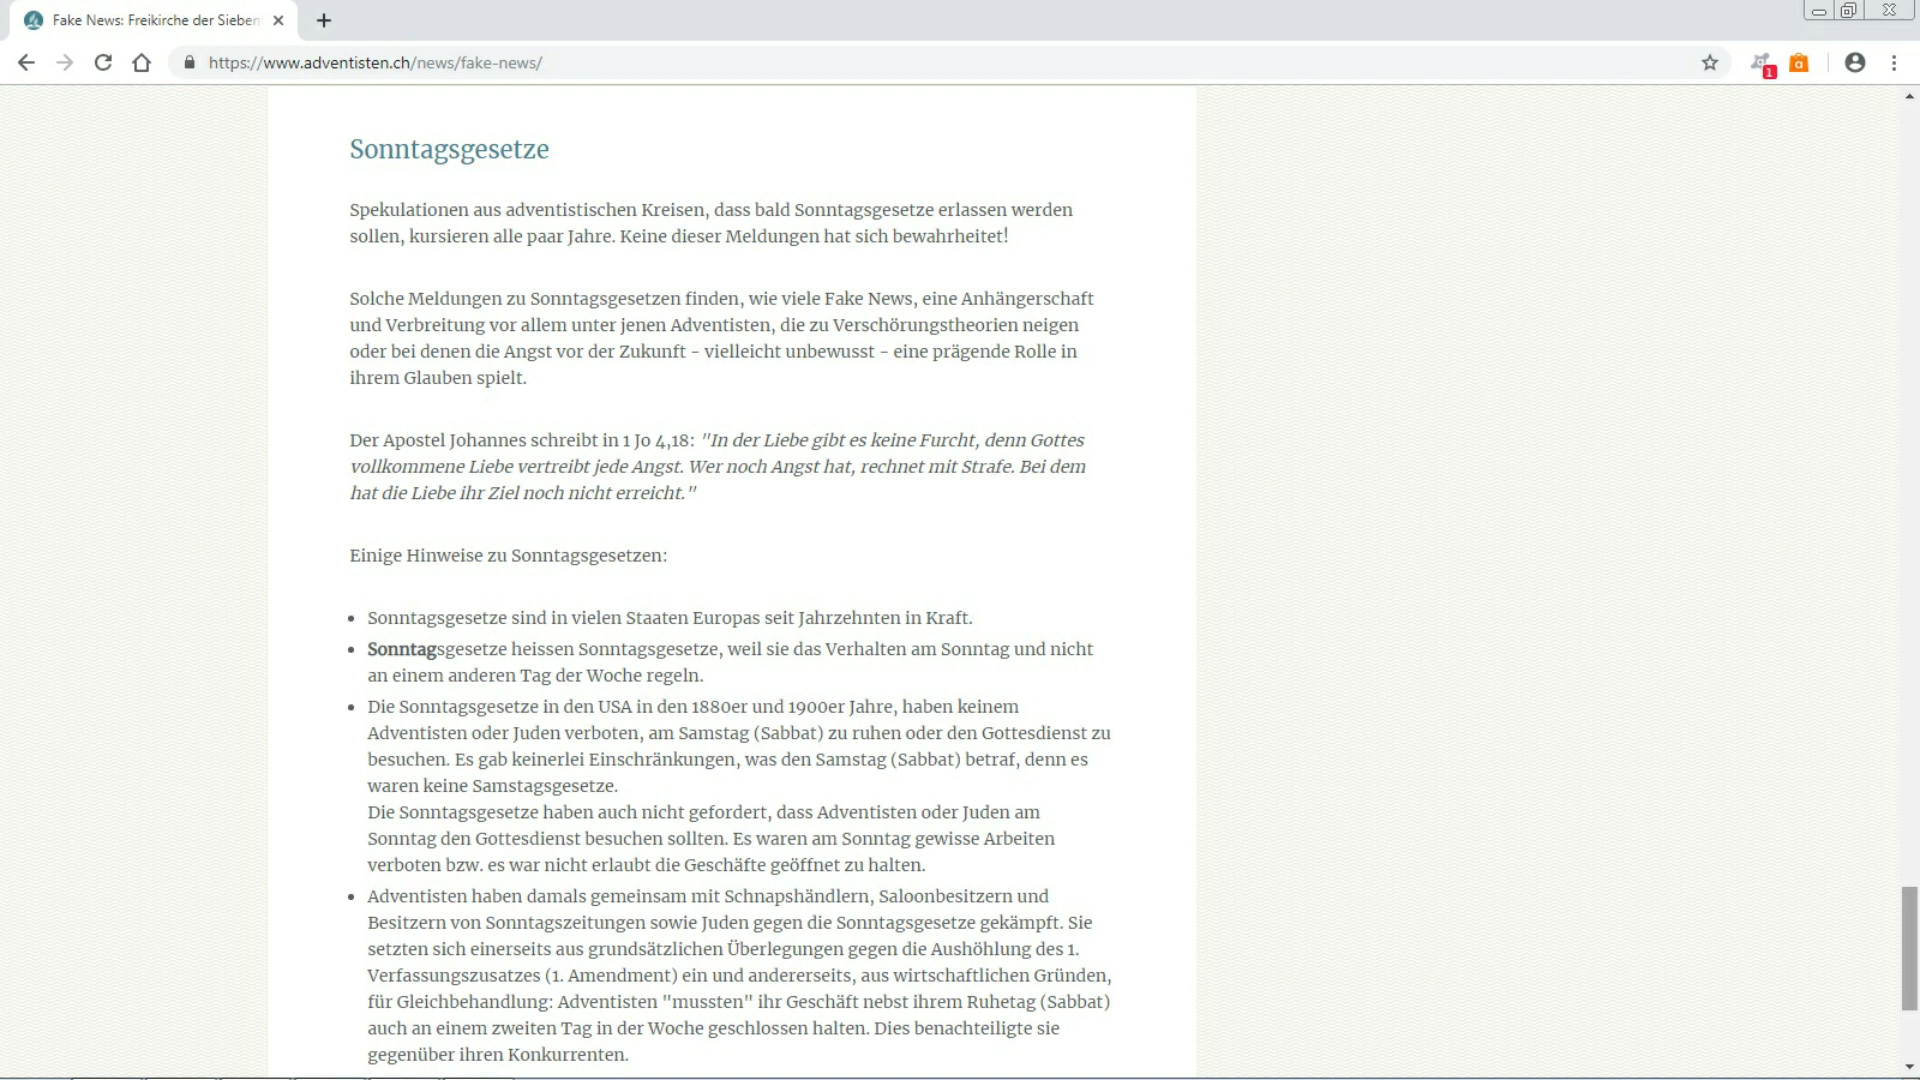 Fake News: Freikirche der Sieben
https://www.adventisten.ch/news/fake-news/
1
a
Sonntagsgesetze
Spekulationen aus adventistischen Kreisen, dass bald Sonntagsgesetze erlassen werden
sollen, kursieren alle paar Jahre. Keine dieser Meldungen hat sich bewahrheitet!
Solche Meldungen zu Sonntagsgesetzen finden, wie viele Fake News, eine Anhängerschaft
und Verbreitung vor allem unter jenen Adventisten, die zu Verschörungstheorien neigen
oder bei denen die Angst vor der Zukunft - vielleicht unbewusst - eine prägende Rolle in
ihrem Glauben spielt.
Der Apostel Johannes schreibt in 1 Jo 4,18: "In der Liebe gibt es keine Furcht, denn Gottes
vollkommene Liebe vertreibt jede Angst. Wer noch Angst hat, rechnet mit Strafe. Bei dem
hat die Liebe ihr Ziel noch nicht erreicht."
Einige Hinweise zu Sonntagsgesetzen:
• Sonntagsgesetze sind in vielen Staaten Europas seit Jahrzehnten in Kraft.
• Sonntagsgesetze heissen Sonntagsgesetze, weil sie das Verhalten am Sonntag und nicht
an einem anderen Tag der Woche regeln.
• Die Sonntagsgesetze in den USA in den 1880er und 1900er Jahre, haben keinem
Adventisten oder Juden verboten, am Samstag (Sabbat) zu ruhen oder den Gottesdienst zu
besuchen. Es gab keinerlei Einschränkungen, was den Samstag (Sabbat) betraf, denn es
waren keine Samstagsgesetze.
Die Sonntagsgesetze haben auch nicht gefordert, dass Adventisten oder Juden am
Sonntag den Gottesdienst besuchen sollten. Es waren am Sonntag gewisse Arbeiten
verboten bzw. es war nicht erlaubt die Geschäfte geöffnet zu halten.
• Adventisten haben damals gemeinsam mit Schnapshändlern, Saloonbesitzern und
Besitzern von Sonntagszeitungen sowie Juden gegen die Sonntagsgesetze gekämpft. Sie
setzten sich einerseits aus grundsätzlichen Überlegungen gegen die Aushöhlung des 1.
Verfassungszusatzes (1. Amendment) ein und andererseits, aus wirtschaftlichen Gründen,
für Gleichbehandlung: Adventisten "mussten" ihr Geschäft nebst ihrem Ruhetag (Sabbat)
auch an einem zweiten Tag in der Woche geschlossen halten. Dies benachteiligte sie
gegenüber ihren Konkurrenten.